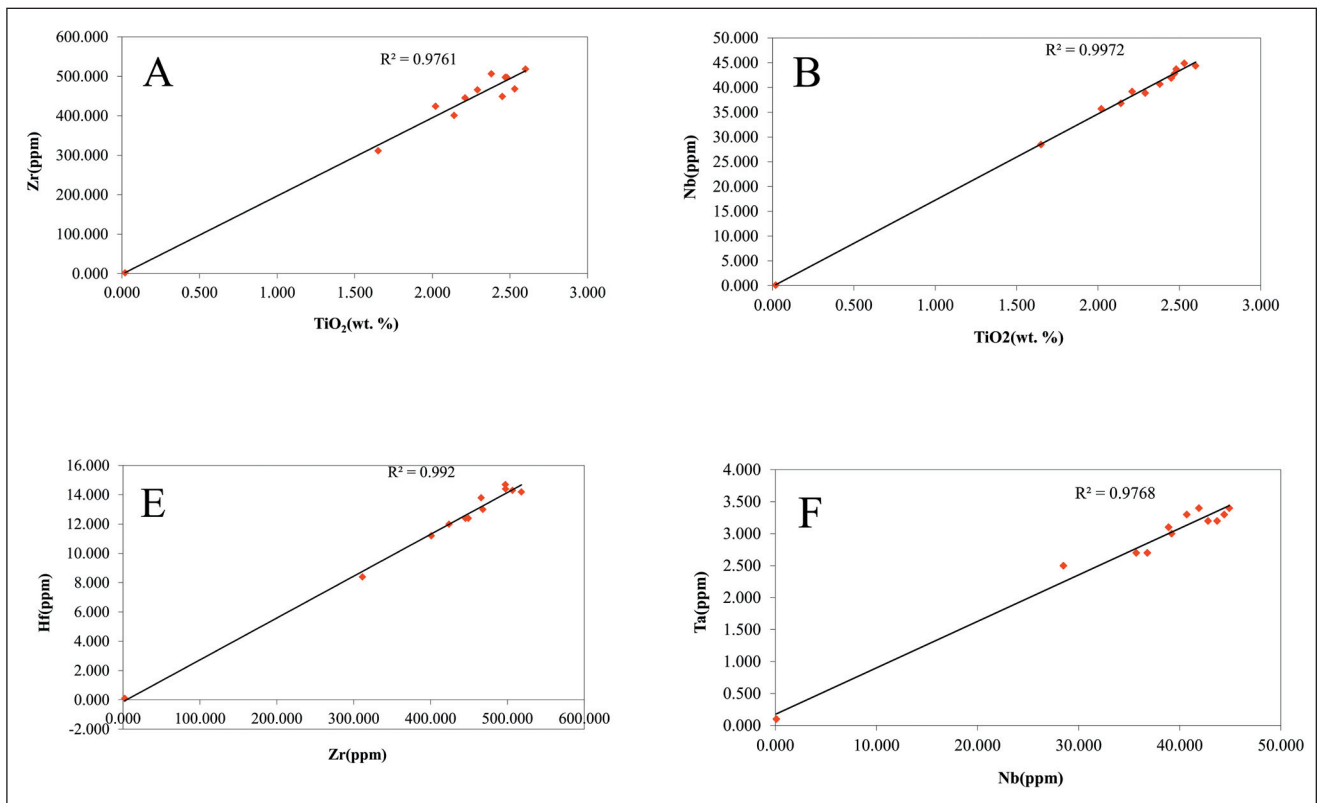 A
R² = 0.9761
600.000
500.000
400.000
300.000
200.000
100.000
0.000
Zr(ppm)
0.000 0.500 1.000 1.500 2.000 2.500 3.000
TiO₂(wt. %)
B
R² = 0.9972
50.000
45.000
40.000
35.000
30.000
25.000
20.000
15.000
10.000
5.000
0.000
Nb(ppm)
0.000 0.500 1.000 1.500 2.000 2.500 3.000
TiO2(wt. %)
E
R² = 0.992
16.000
14.000
12.000
10.000
8.000
6.000
4.000
2.000
0.000
-2.000
Hf(ppm)
0.000 100.000 200.000 300.000 400.000 500.000 600.000
Zr(ppm)
F
R² = 0.9768
4.000
3.500
3.000
2.500
2.000
1.500
1.000
0.500
0.000
Ta(ppm)
0.000 10.000 20.000 30.000 40.000 50.000
Nb(ppm)